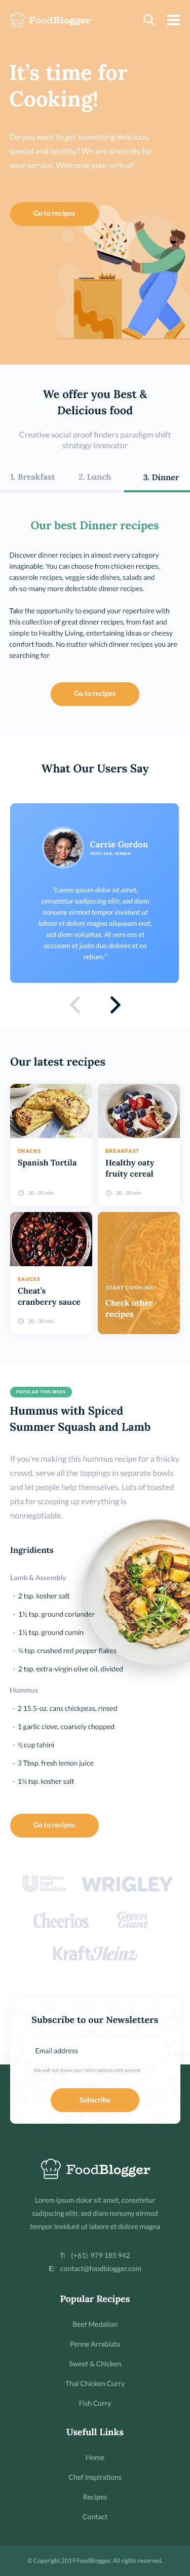 FoodBlogger
It's time for
Cooking!
Do you want to get something delicious,
special and healthy? We are sincerely for
your service. Welcome your arrival!
Go to recipes
We offer you Best &
Delicious food
Creative social proof finders paradigm shift
strategy innovator
1. Breakfast 2. Lunch 3. Dinner
Our best Dinner recipes
Discover dinner recipes in almost every category
imaginable. You can choose from chicken recipes,
casserole recipes, veggie side dishes, salads and
oh-so-many more delectable dinner recipes.
Take the opportunity to expand your repertoire with
this collection of great dinner recipes, from fast and
simple to Healthy Living, entertaining ideas or cheesy
comfort foods. No matter which dinner recipes you are
searching for
Go to recipes
What Our Users Say
Carrie Gordon
NOVI SAD, SERBIA
"Lorem ipsum dolor sit amet,
consetetur sadipscing elitr, sed diam
nonumy eirmod tempor invidunt ut
labore et dolore magna aliquyam erat,
sed diam voluptua. At vero eos et
accusam et justo duo dolores et ea
rebum."
Our latest recipes
SNACKS
Spanish Tortila
20 - 30 min
BREAKFAST
Healthy oaty
fruity cereal
20 - 30 min
SAUCES
Cheat's
cranberry sauce
20 - 30 min
START COOKING!
Check other
recipes
POPULAR THIS WEEK
Hummus with Spiced
Summer Squash and Lamb
If you're making this hummus recipe for a finicky
crowd, serve all the toppings in separate bowls
and let people help themselves. Lots of toasted
pita for scooping up everything is
nonnegotiable.
Ingridients
Lamb & Assembly
- 2 tsp. kosher salt
- 1½ tsp. ground coriander
- 1½ tsp. ground cumin
- ¼ tsp. crushed red pepper flakes
- 2 tsp. extra-virgin olive oil, divided
Hummus
- 2 15.5-oz. cans chickpeas, rinsed
- 1 garlic clove, coarsely chopped
- ½ cup tahini
- 3 Tbsp. fresh lemon juice
- 1¼ tsp. kosher salt
Go to recipes
Unilever
Food
Solutions
WRIGLEY
Cheerios
Green
Giant
KraftHeinz
Subscribe to our Newsletters
Email address
We will not share your informations with anyone
Subscribe
FoodBlogger
Lorem ipsum dolor sit amet, consetetur
sadipscing elitr, sed diam nonumy eirmod
tempor invidunt ut labore et dolore magna
T: (+61) 979 185 942
E: contact@foodblogger.com
Popular Recipes
Beef Medalion
Penne Arrabiata
Sweet & Chicken
Thai Chicken Curry
Fish Curry
Usefull Links
Home
Chef Inspirations
Recipes
Contact
© Copyright 2019 FoodBlogger. All rights reserved.